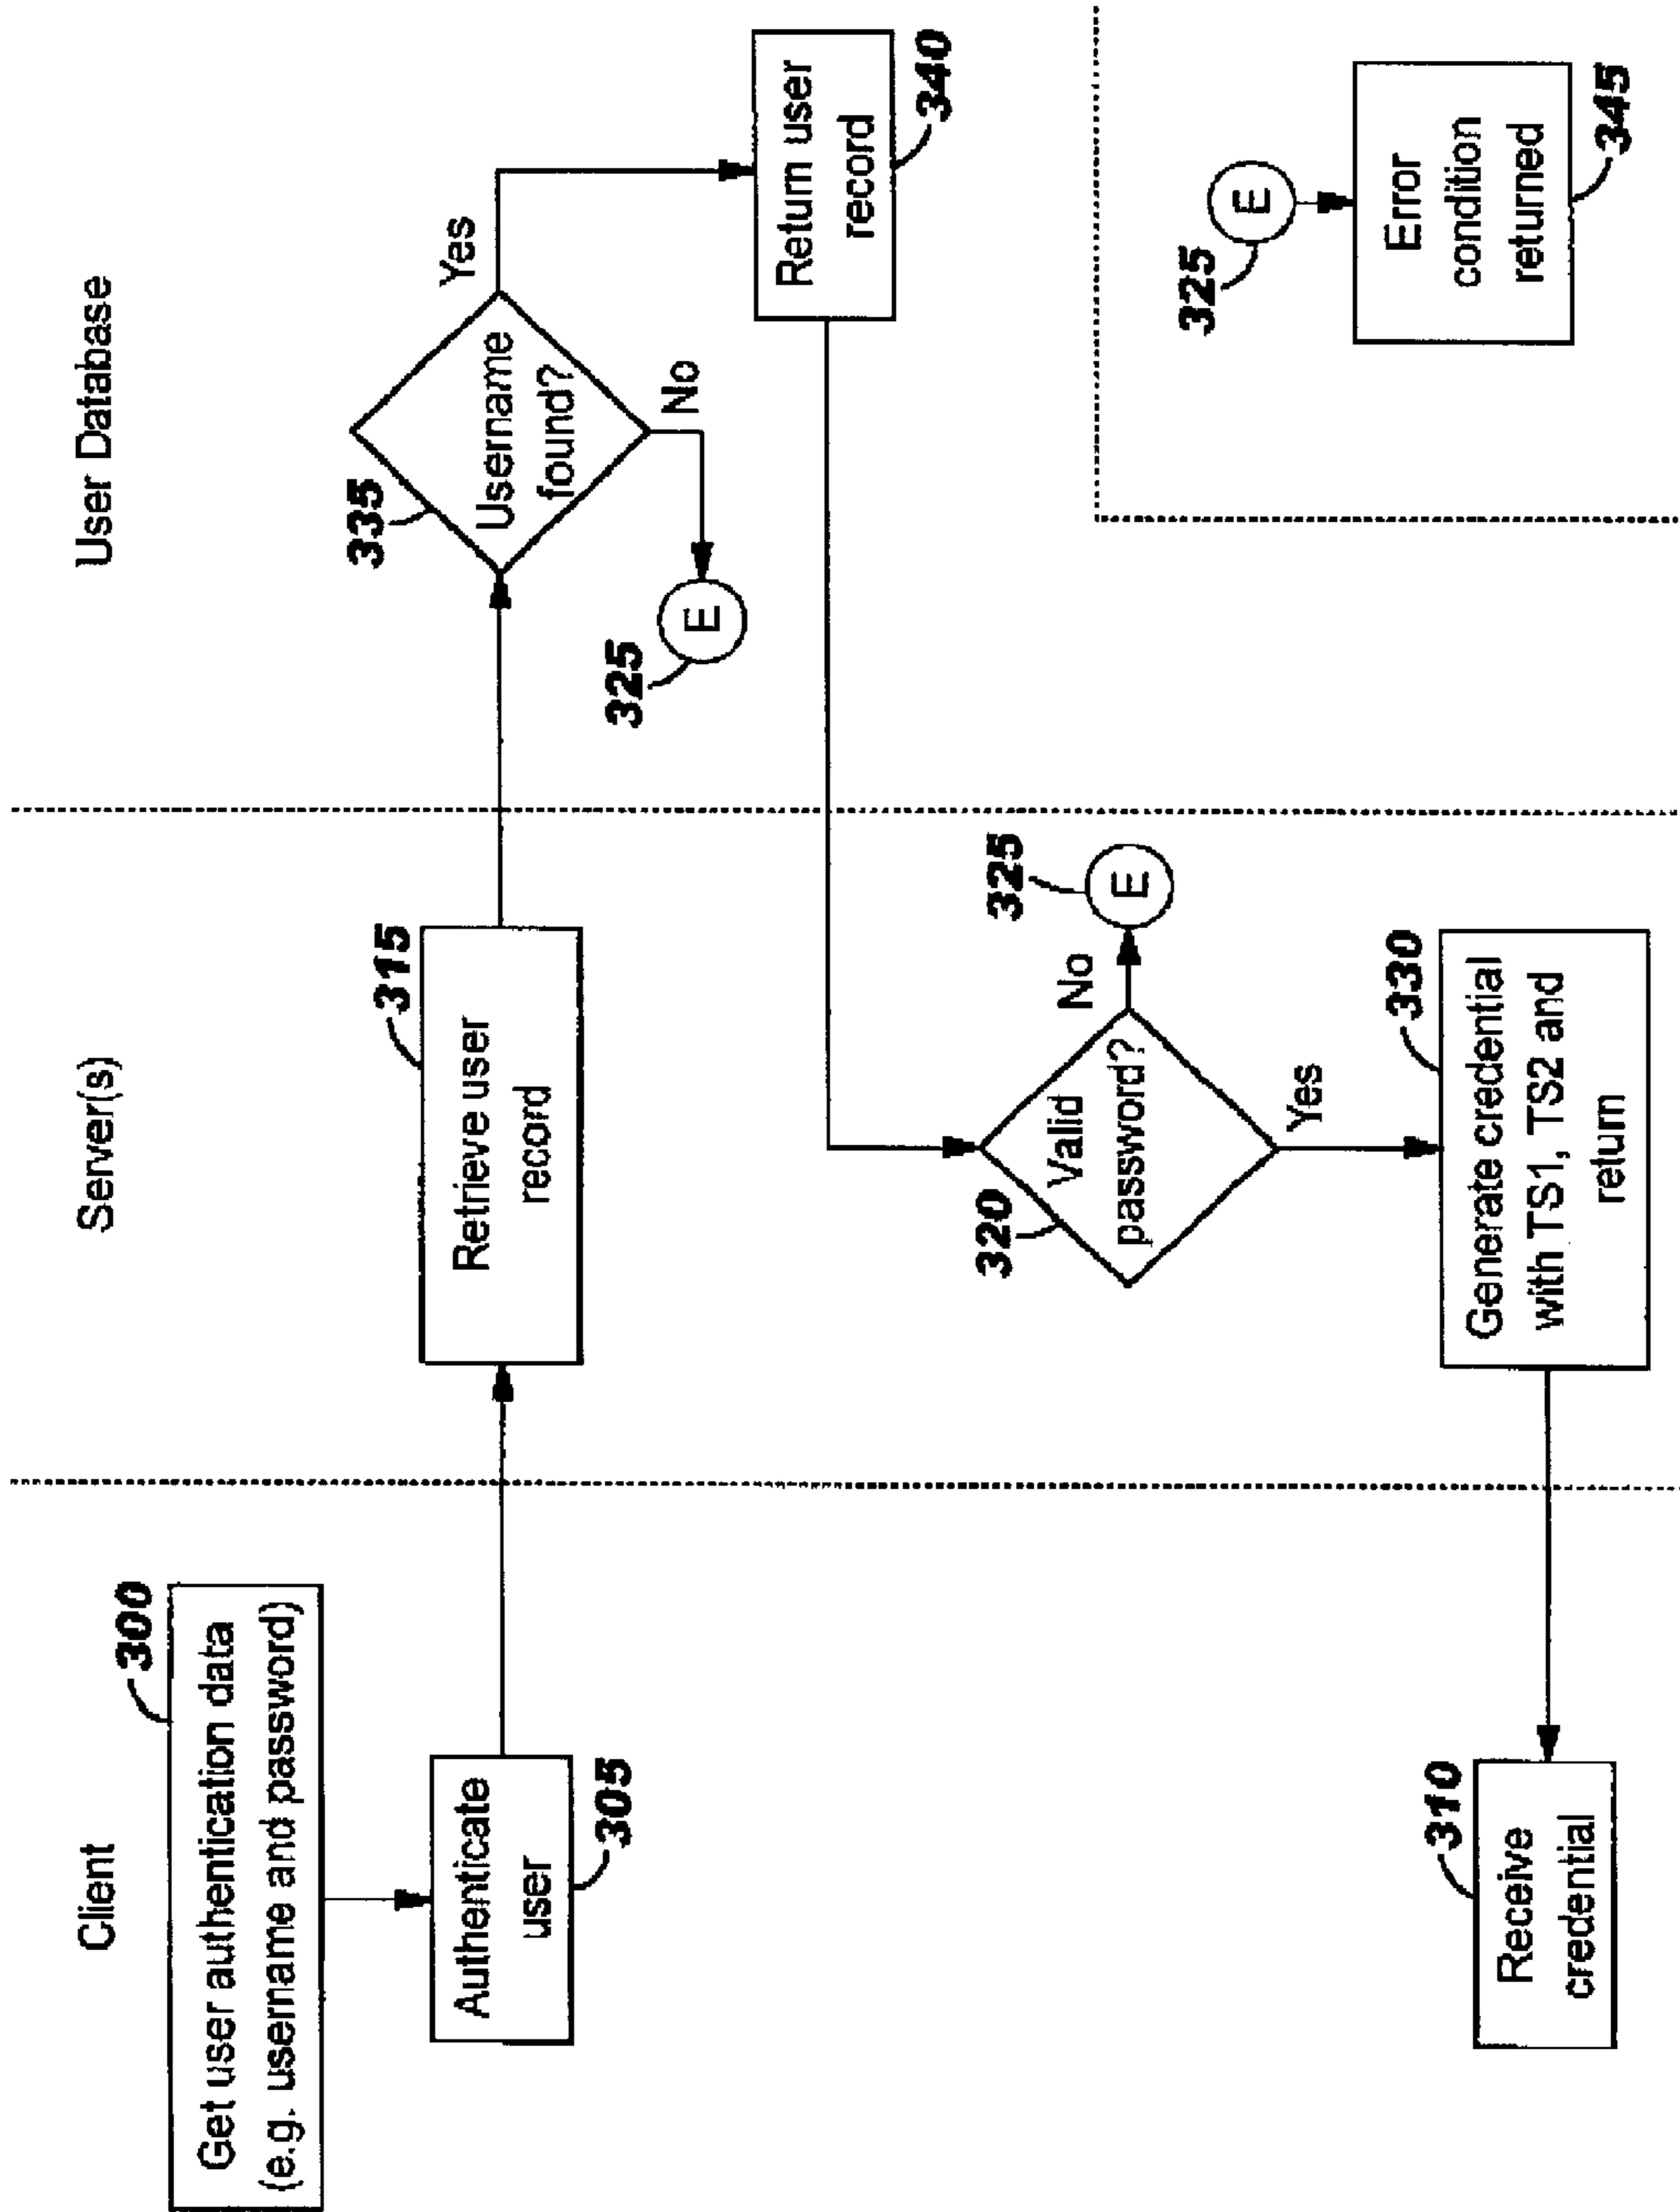 Client
Server(s)
User Database
300
Get user authentication data
(e.g. username and password)
Authenticate
user
305
315
Retrieve user
record
335
Username
found?
Yes
No
325
E
Return user
record
340
320
Valid
password?
No
325
E
Yes
330
Generate credential
with TS1, TS2 and
return
310
Receive
credential
325
E
Error
condition
returned
345